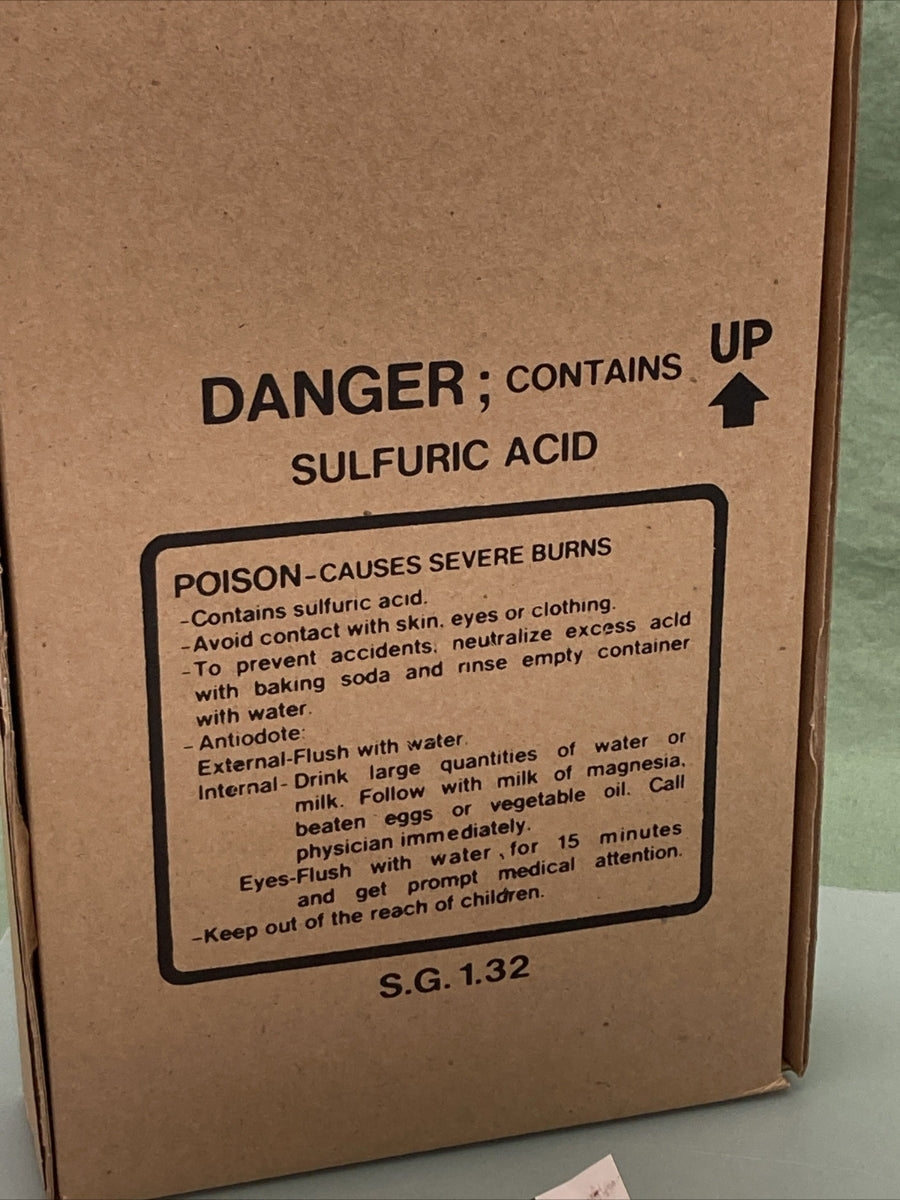 UP
DANGER ; CONTAINS
SULFURIC ACID
POISON-CAUSES SEVERE BURNS
-Contains sulfuric acid.
-Avoid contact with skin, eyes or clothing.
-To prevent accidents, neutralize excess acid
with baking soda and rinse empty container
with water.
- Antiodote:
External-Flush with water.
Internal- Drink large quantities of water or
milk. Follow with milk of magnesia,
beaten eggs or vegetable oil. Call
physician immediately.
Eyes-Flush with water, for 15 minutes
and get prompt medical attention.
-Keep out of the reach of children.
S.G. 1.32